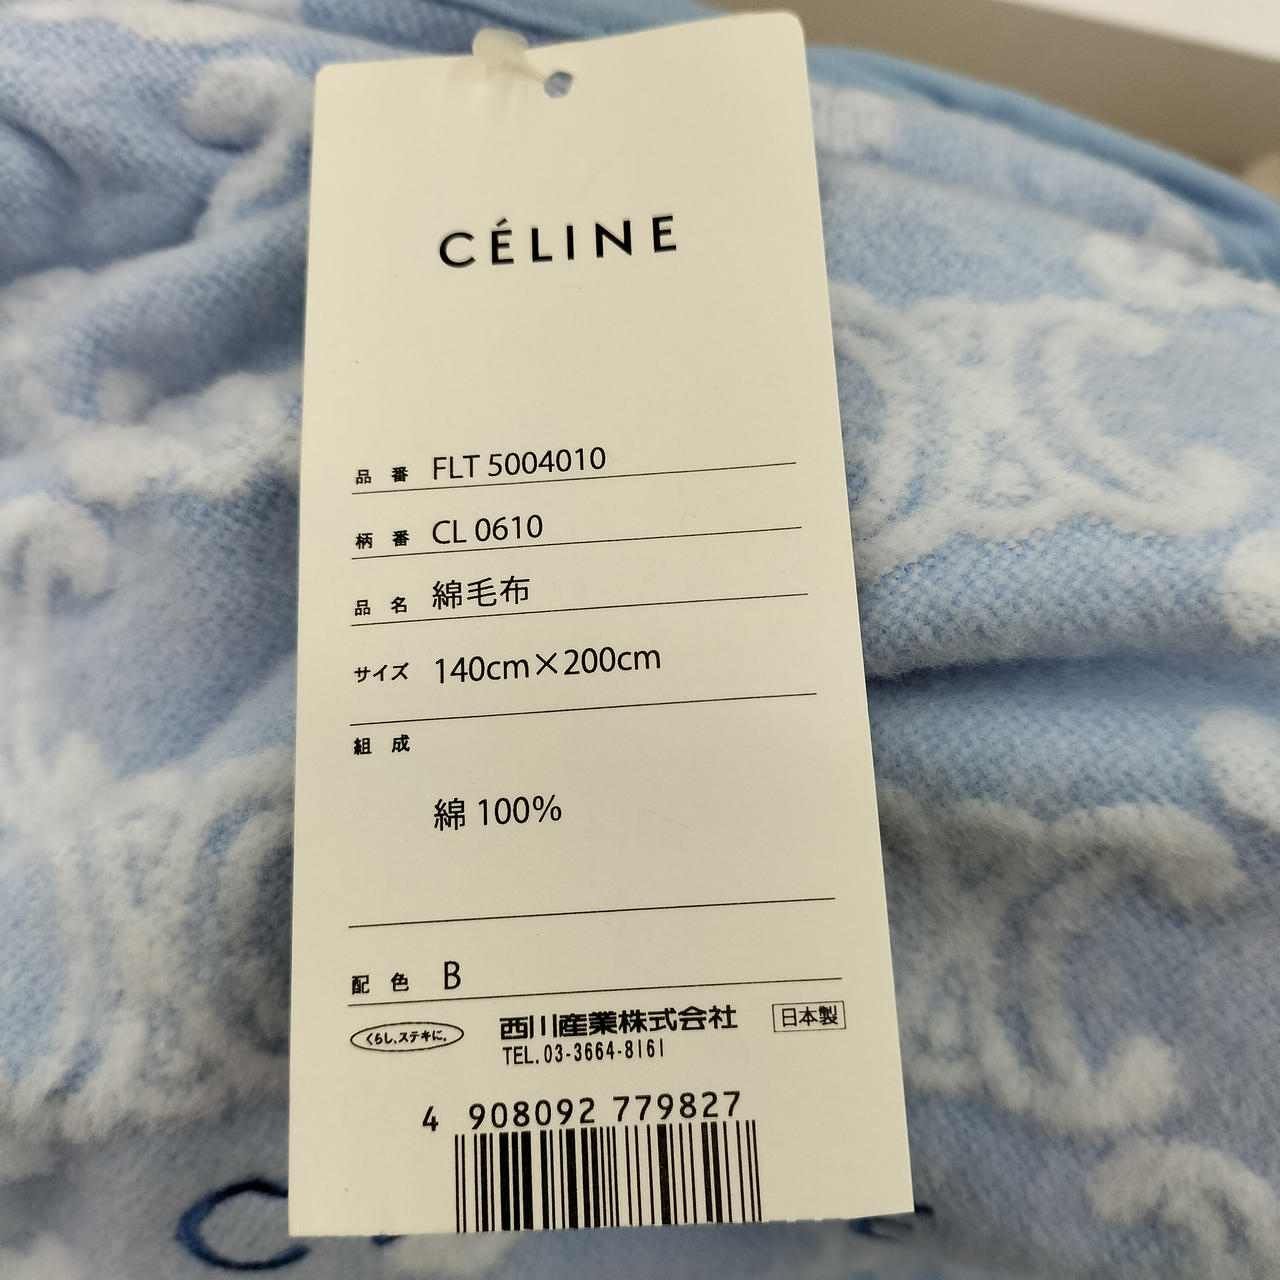 CÉLINE
品番 FLT 5004010
柄番 CL 0610
品名 綿毛布
サイズ 140cm×200cm
組成
綿 100%
配色 B
くらし、ステキに。 西川産業株式会社 日本製
TEL. 03-3664-8161
4 908092 779827